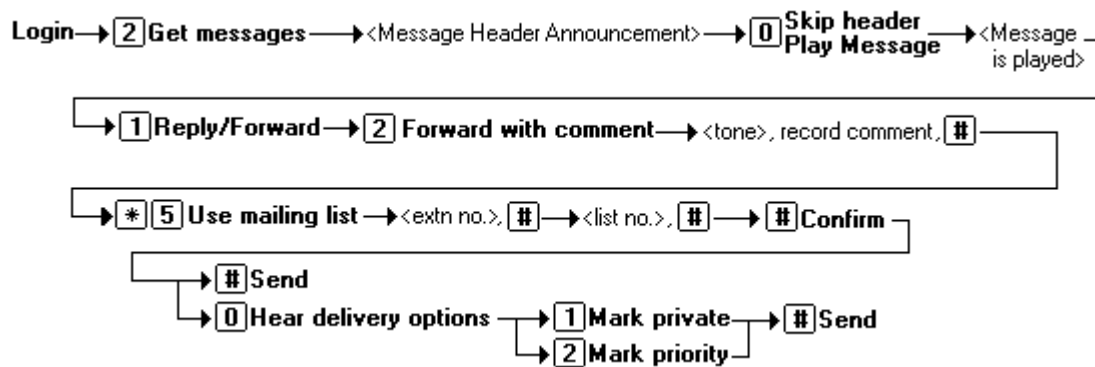 Login 2 Get messages <Message Header Announcement> 0 Skip header Play Message <Message is played>
1 Reply/Forward 2 Forward with comment <tone>, record comment, #
* 5 Use mailing list <extn no.>, # <list no.>, # # Confirm
# Send
0 Hear delivery options 1 Mark private # Send
2 Mark priority